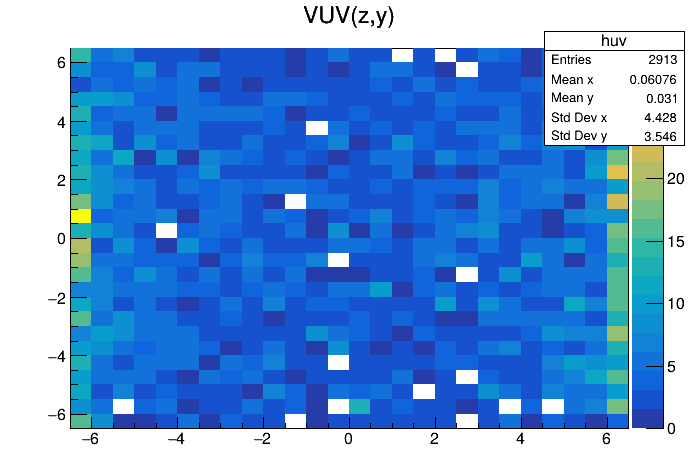 VUV(z,y)
huv
Entries 2913
Mean x 0.06076
Mean y 0.031
Std Dev x 4.428
Std Dev y 3.546
6
4
2
0
−2
−4
−6
−6 −4 −2 0 2 4 6
20
15
10
5
0